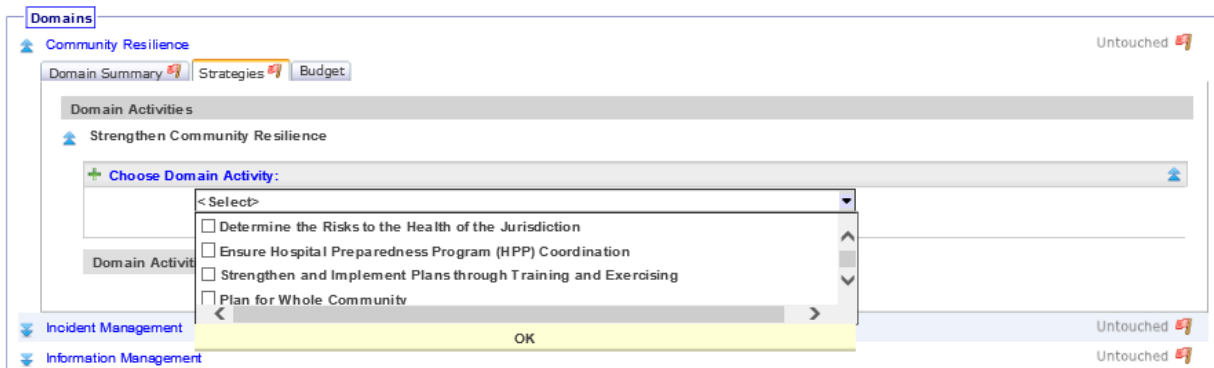 Domains
Community Resilience Untouched
Domain Summary Strategies Budget
Domain Activities
Strengthen Community Resilience
Choose Domain Activity:
<Select>
Determine the Risks to the Health of the Jurisdiction
Ensure Hospital Preparedness Program (HPP) Coordination
Domain Activiti
Strengthen and Implement Plans through Training and Exercising
Plan for Whole Community
Incident Management Untouched
OK
Information Management Untouched